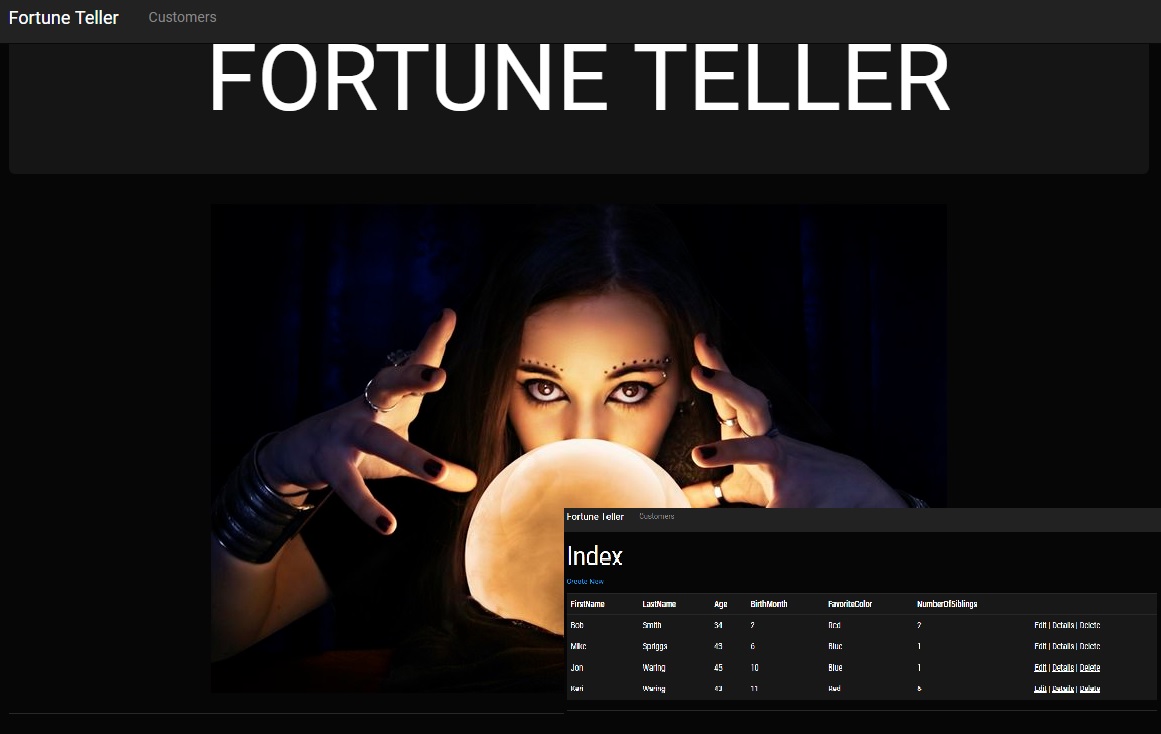 Fortune Teller Customers
FORTUNE TELLER
Fortune Teller Customers
Index
Create New
FirstName LastName Age BirthMonth FavoriteColor NumberOfSiblings
Bob Smith 34 2 Red 2 Edit | Details | Delete
Mike Spriggs 43 6 Blue 1 Edit | Details | Delete
Jon Waring 45 10 Blue 1 Edit | Details | Delete
Keri Waring 43 11 Red Edit | Details | Delete